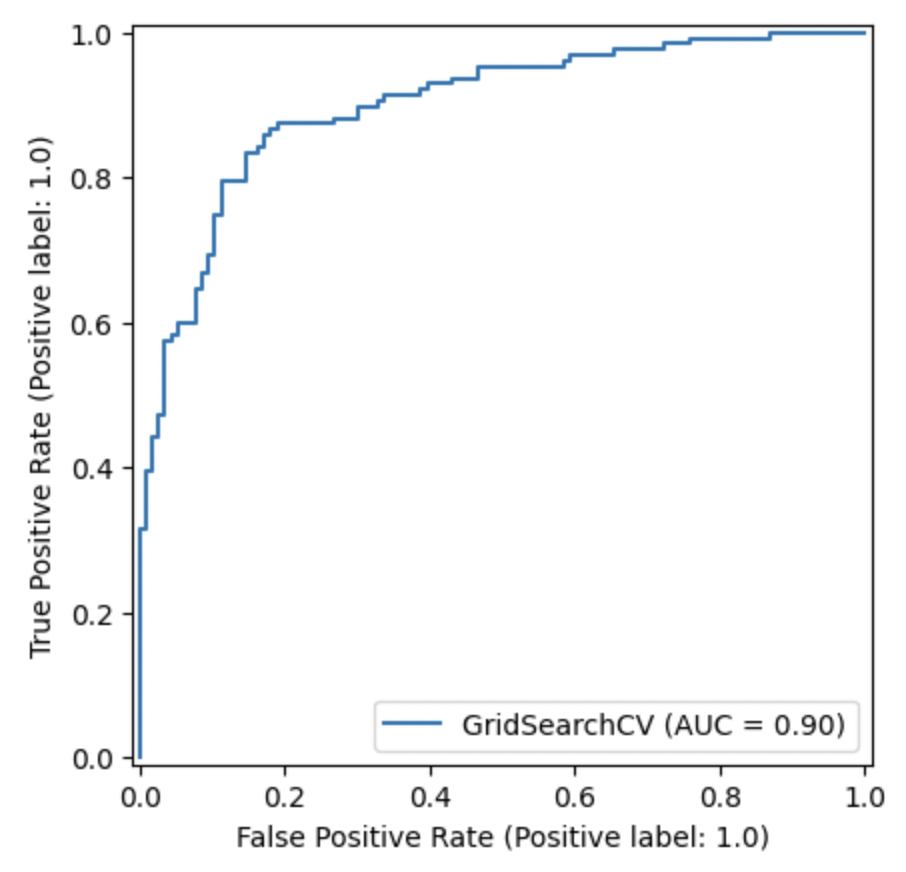 1.0
0.8
0.6
0.4
0.2
0.0
True Positive Rate (Positive label: 1.0)
GridSearchCV (AUC = 0.90)
0.0 0.2 0.4 0.6 0.8 1.0
False Positive Rate (Positive label: 1.0)